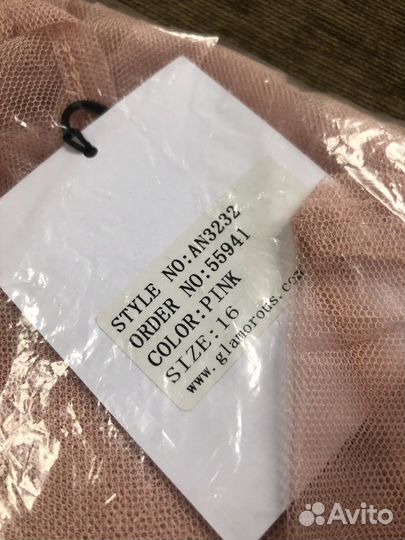 STYLE NO:AN3232
ORDER NO:55941
COLOR:PINK
SIZE:16
www.glamorous.com
Avito